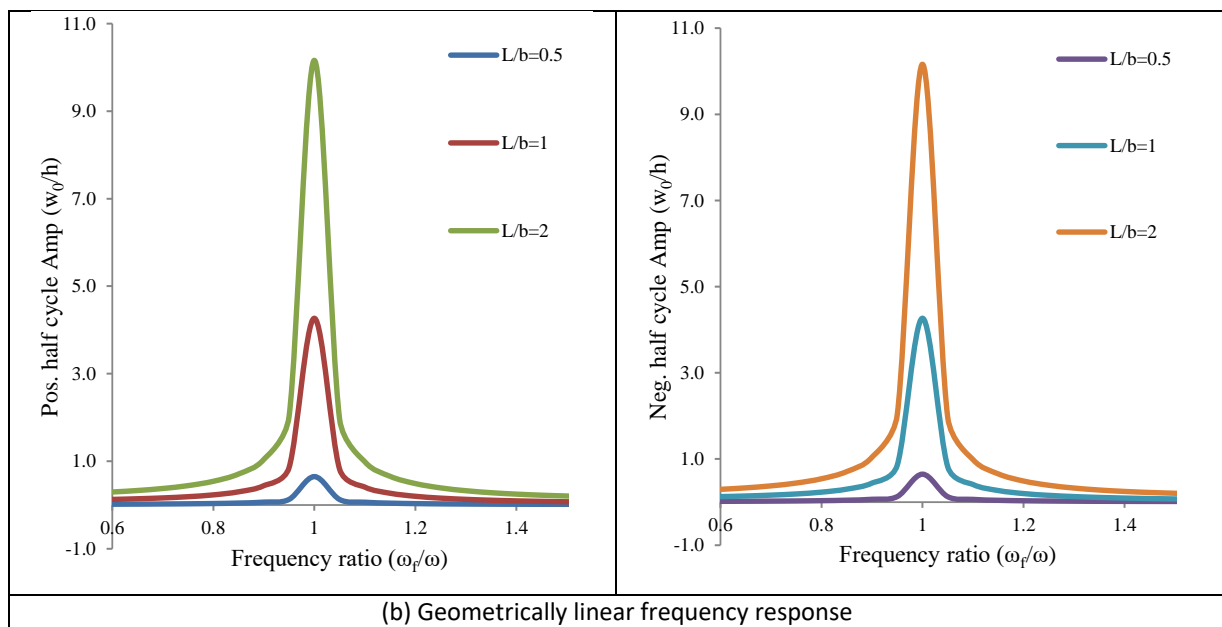 11.0
9.0
7.0
5.0
3.0
1.0
-1.0
0.6
0.8
1
1.2
1.4
Pos. half cycle Amp (w₀/h)
Frequency ratio (ω_f/ω)
L/b=0.5
L/b=1
L/b=2
11.0
9.0
7.0
5.0
3.0
1.0
-1.0
0.6
0.8
1
1.2
1.4
Neg. half cycle Amp (w₀/h)
Frequency ratio (ω_f/ω)
L/b=0.5
L/b=1
L/b=2
(b) Geometrically linear frequency response